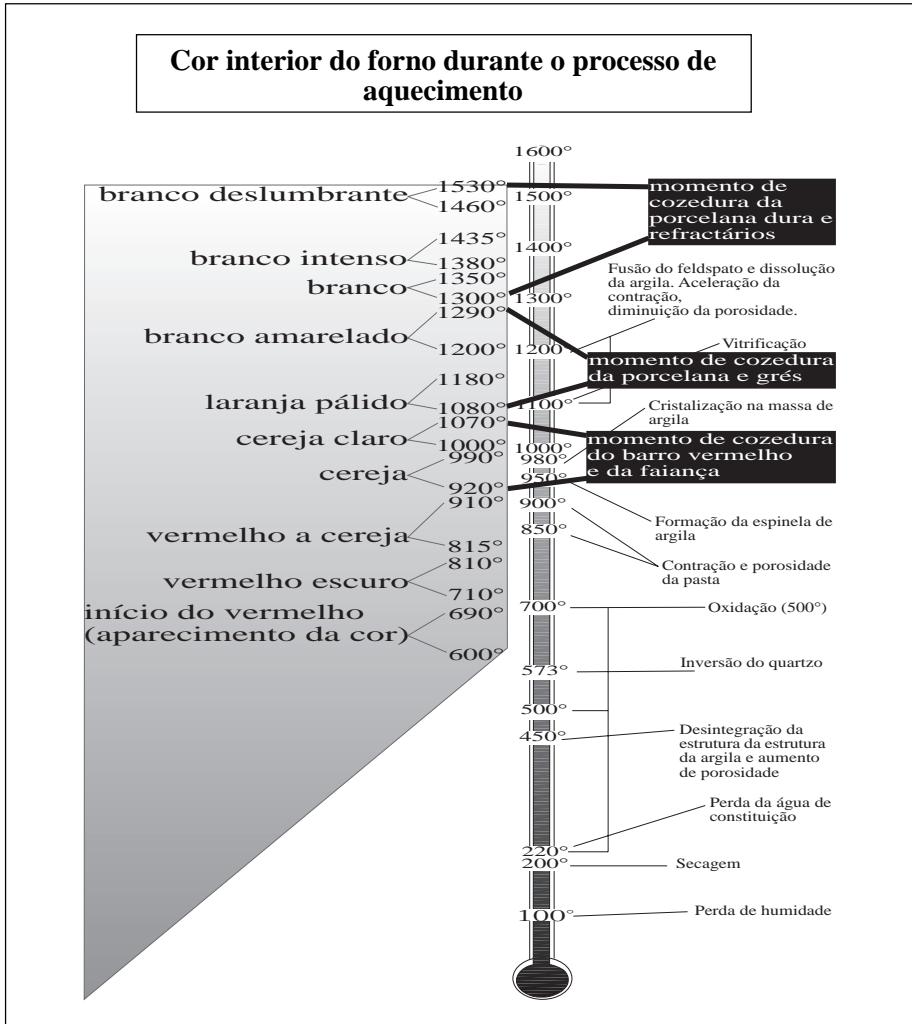 Cor interior do forno durante o processo de
aquecimento
1600°
branco deslumbrante
1530°
1460°
1500°
momento de
cozedura da
porcelana dura e
refractários
branco intenso
1435°
1380°
1400°
branco
1350°
1300°
1300°
Fusão do feldspato e dissolução
da argila. Aceleração da
contração,
diminuição da porosidade.
branco amarelado
1290°
1200°
1200°
Vitrificação
momento de cozedura
da porcelana e grés
laranja pálido
1180°
1080°
1100°
Cristalização na massa de
argila
cereja claro
1070°
1000°
1000°
980°
momento de cozedura
do barro vermelho
e da faiança
cereja
990°
920°
950°
900°
vermelho a cereja
910°
815°
850°
Formação da espinela de
argila
Contração e porosidade
da pasta
vermelho escuro
810°
710°
início do vermelho
(aparecimento da cor)
690°
600°
700°
Oxidação (500°)
573°
Inversão do quartzo
500°
450°
Desintegração da
estrutura da estrutura
da argila e aumento
de porosidade
Perda da água de
constituição
220°
200°
Secagem
100°
Perda de humidade